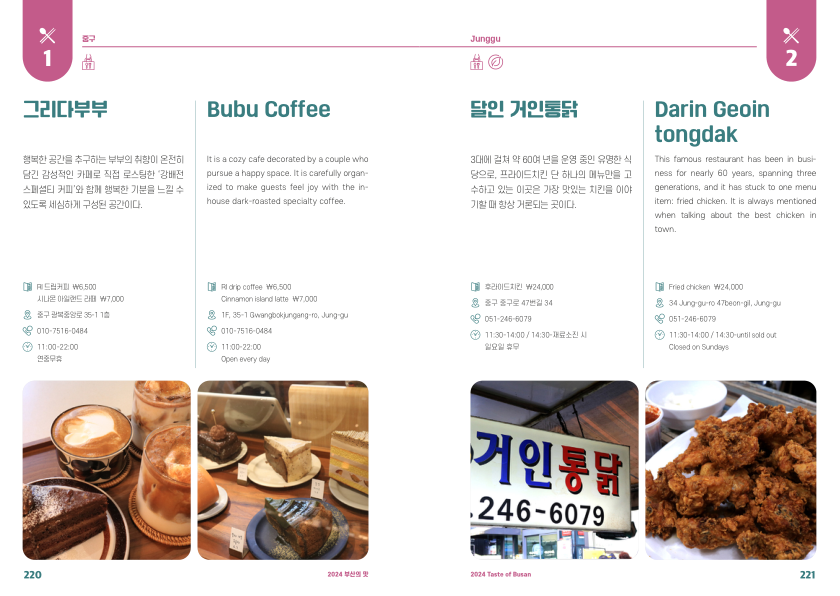 1
중구
그리다부부
행복한 공간을 추구하는 부부의 취향이 온전히
담긴 감성적인 카페로 직접 로스팅한 '강배전
스페셜티 커피'와 함께 행복한 기분을 느낄 수
있도록 세심하게 구성된 공간이다.
RI 드립커피 ₩6,500
시나몬 아일랜드 라떼 ₩7,000
중구 광복중앙로 35-1 1층
010-7516-0484
11:00-22:00
연중무휴
Bubu Coffee
It is a cozy cafe decorated by a couple who
pursue a happy space. It is carefully organ-
ized to make guests feel joy with the in-
house dark-roasted specialty coffee.
RI drip coffee ₩6,500
Cinnamon island latte ₩7,000
1F, 35-1 Gwangbokjungang-ro, Jung-gu
010-7516-0484
11:00-22:00
Open every day
220
2024 부산의 맛
Junggu
2
달인 거인통닭
3대에 걸쳐 약 60여 년을 운영 중인 유명한 식
당으로, 프라이드치킨 단 하나의 메뉴만을 고
수하고 있는 이곳은 가장 맛있는 치킨을 이야
기할 때 항상 거론되는 곳이다.
후라이드치킨 ₩24,000
중구 중구로 47번길 34
051-246-6079
11:30-14:00 / 14:30-재료소진 시
일요일 휴무
Darin Geoin
tongdak
This famous restaurant has been in busi-
ness for nearly 60 years, spanning three
generations, and it has stuck to one menu
item: fried chicken. It is always mentioned
when talking about the best chicken in
town.
Fried chicken ₩24,000
34 Jung-gu-ro 47beon-gil, Jung-gu
051-246-6079
11:30-14:00 / 14:30-until sold out
Closed on Sundays
거인통닭
246-6079
2024 Taste of Busan
221